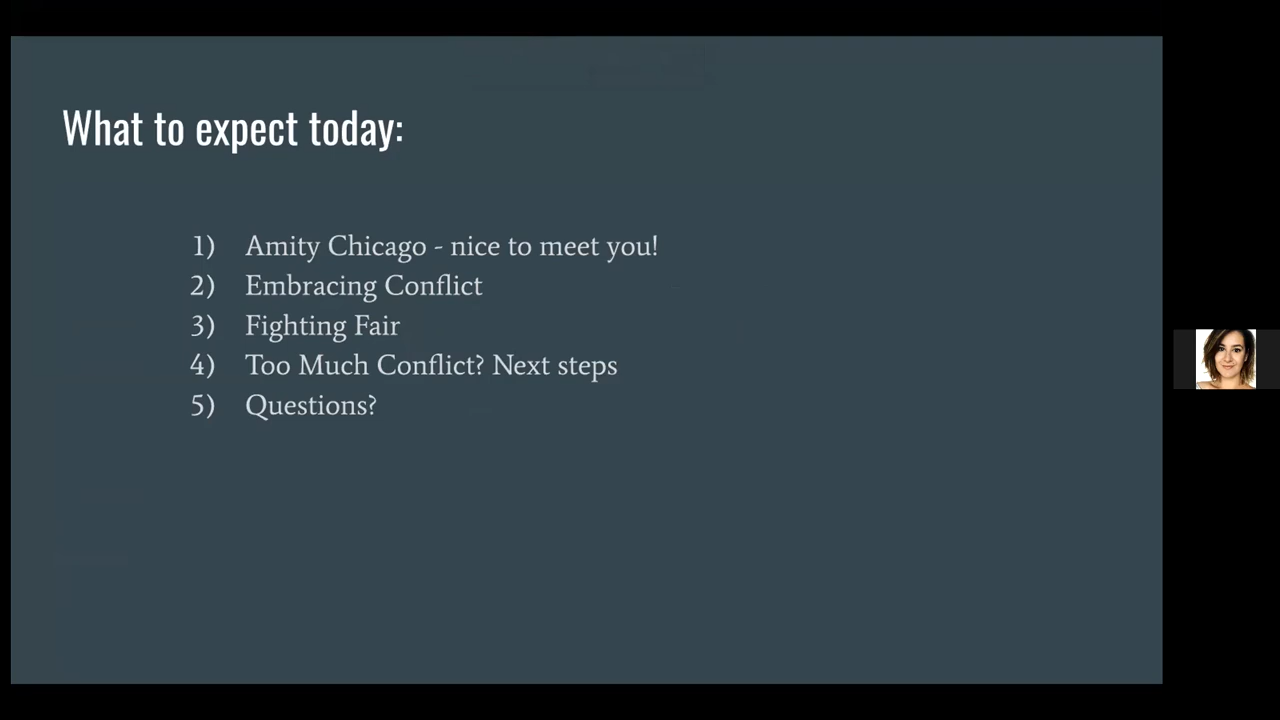 What to expect today:
1) Amity Chicago - nice to meet you!
2) Embracing Conflict
3) Fighting Fair
4) Too Much Conflict? Next steps
5) Questions?